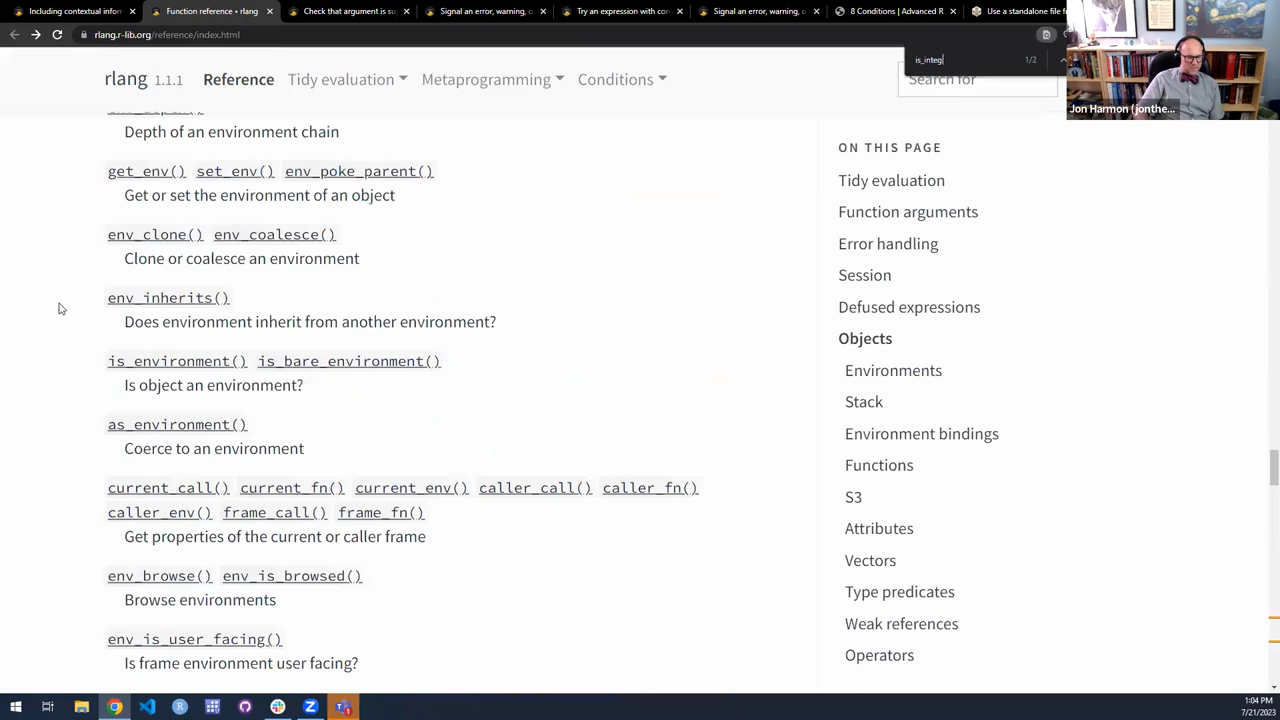 Including contextual informat
Function reference • rlang
Check that argument is su
Signal an error, warning, o
Try an expression with con
Signal an error, warning, o
8 Conditions | Advanced R
Use a standalone file fr
rlang.r-lib.org/reference/index.html
is_integ 1/2
rlang 1.1.1 Reference Tidy evaluation Metaprogramming Conditions
Search for
Jon Harmon (jonthe...
Depth of an environment chain
get_env() set_env() env_poke_parent()
Get or set the environment of an object
env_clone() env_coalesce()
Clone or coalesce an environment
env_inherits()
Does environment inherit from another environment?
is_environment() is_bare_environment()
Is object an environment?
as_environment()
Coerce to an environment
current_call() current_fn() current_env() caller_call() caller_fn()
caller_env() frame_call() frame_fn()
Get properties of the current or caller frame
env_browse() env_is_browsed()
Browse environments
env_is_user_facing()
Is frame environment user facing?
ON THIS PAGE
Tidy evaluation
Function arguments
Error handling
Session
Defused expressions
Objects
Environments
Stack
Environment bindings
Functions
S3
Attributes
Vectors
Type predicates
Weak references
Operators
1:04 PM
7/21/2023